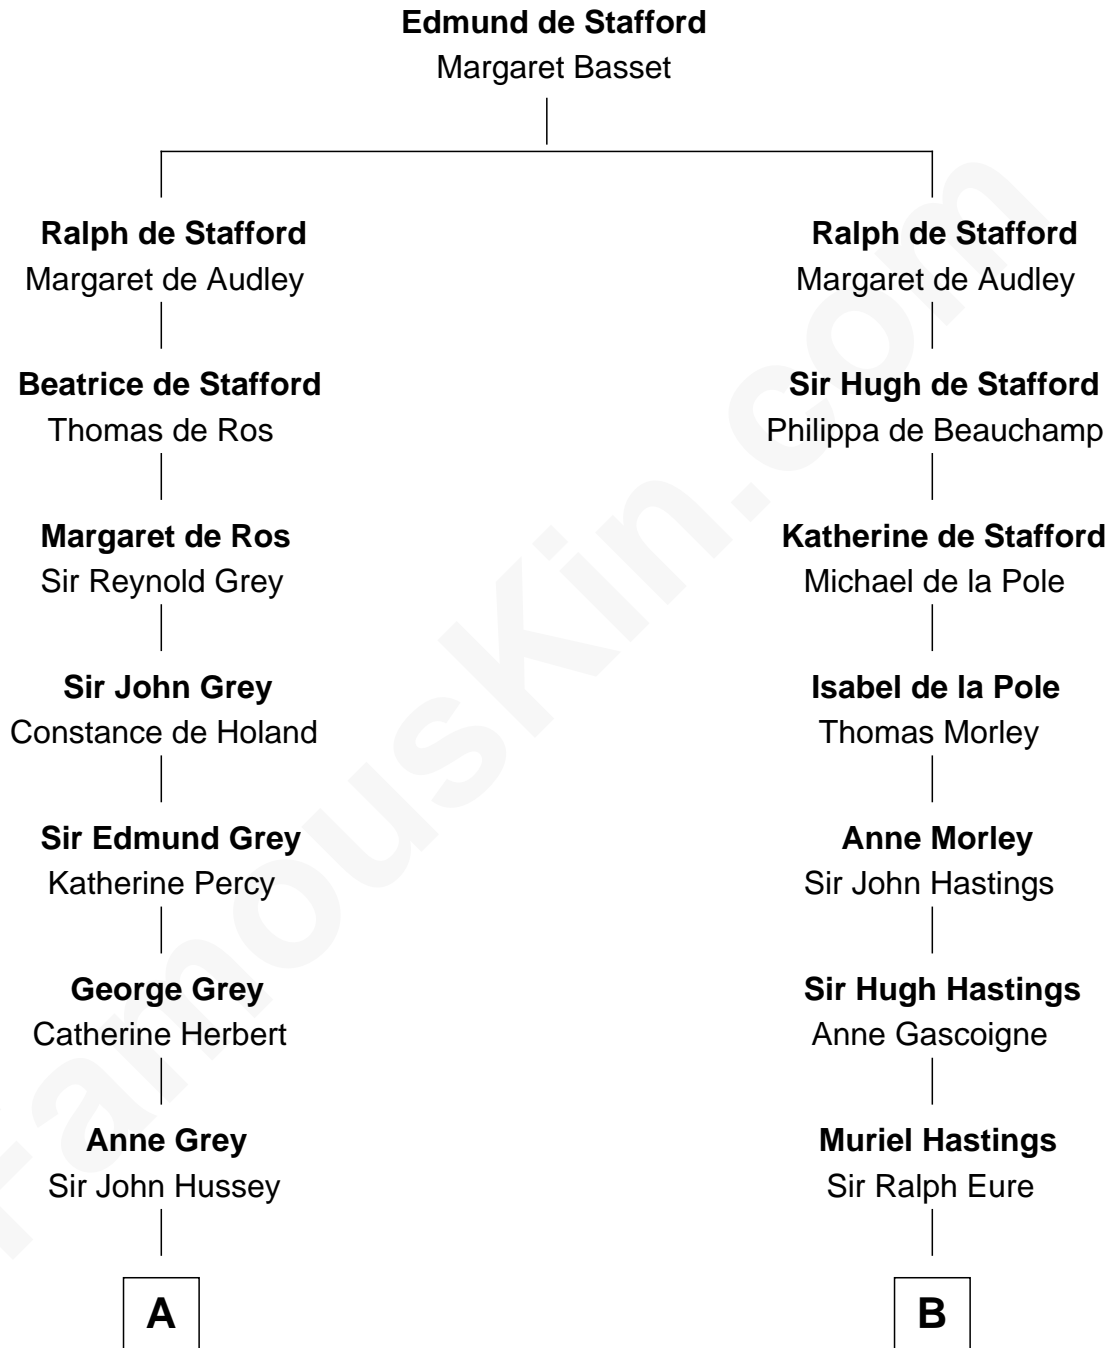 Edmund de Stafford
Margaret Basset
Ralph de Stafford
Margaret de Audley
Beatrice de Stafford
Thomas de Ros
Margaret de Ros
Sir Reynold Grey
Sir John Grey
Constance de Holand
Sir Edmund Grey
Katherine Percy
George Grey
Catherine Herbert
Anne Grey
Sir John Hussey
A
Ralph de Stafford
Margaret de Audley
Sir Hugh de Stafford
Philippa de Beauchamp
Katherine de Stafford
Michael de la Pole
Isabel de la Pole
Thomas Morley
Anne Morley
Sir John Hastings
Sir Hugh Hastings
Anne Gascoigne
Muriel Hastings
Sir Ralph Eure
B
FamousKin.com